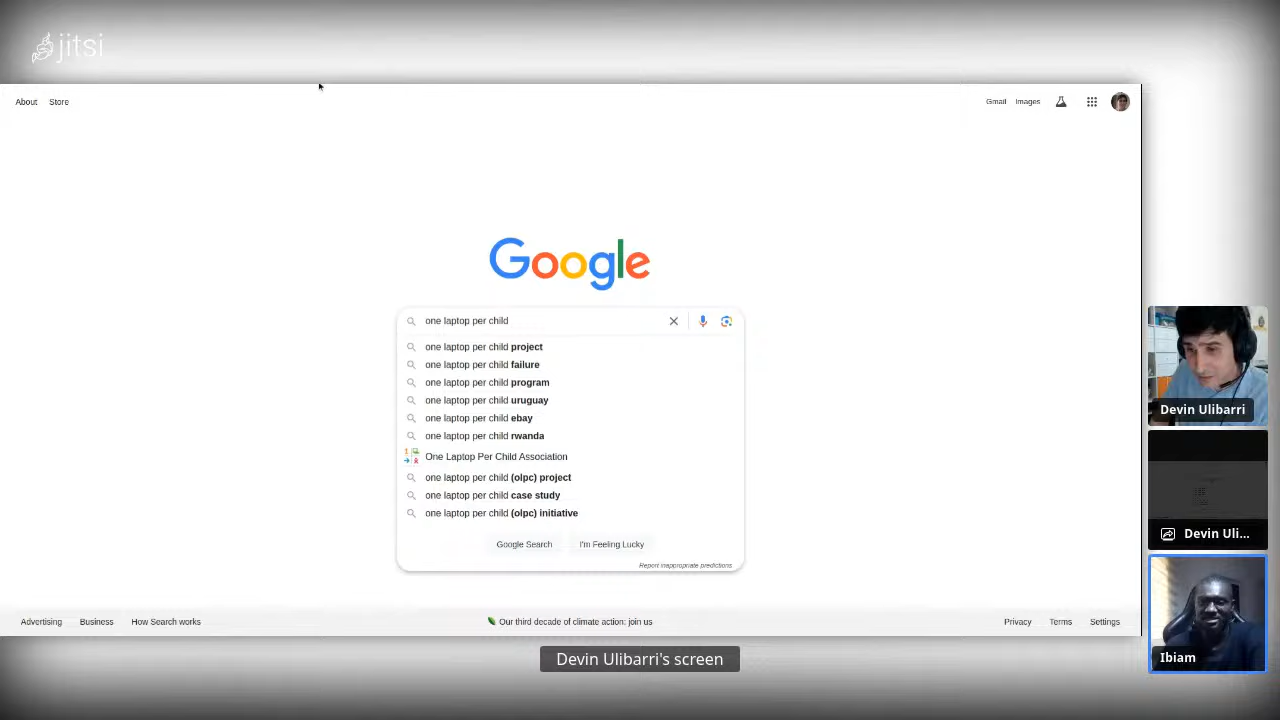 jitsi
About Store
Gmail Images
Google
one laptop per child
one laptop per child project
one laptop per child failure
one laptop per child program
one laptop per child uruguay
one laptop per child ebay
one laptop per child rwanda
One Laptop Per Child Association
one laptop per child (olpc) project
one laptop per child case study
one laptop per child (olpc) initiative
Google Search I'm Feeling Lucky
Report inappropriate predictions
Advertising Business How Search works
Our third decade of climate action: join us
Privacy Terms Settings
Devin Ulibarri's screen
Devin Ulibarri
Devin Uli...
Ibiam